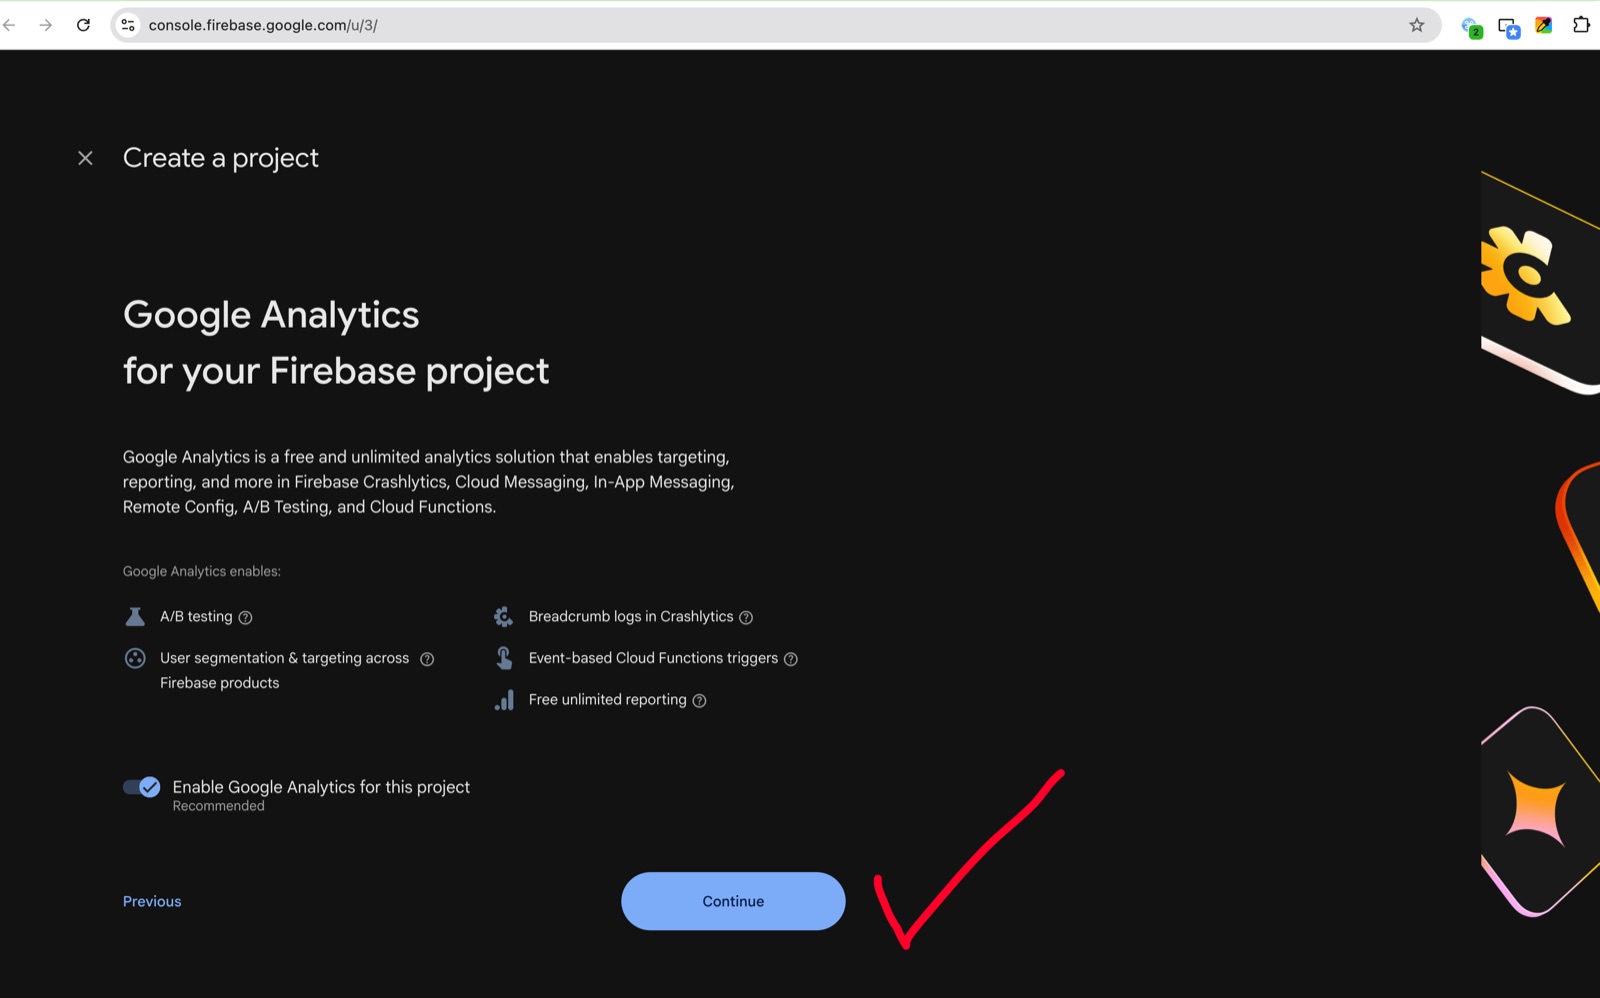 console.firebase.google.com/u/3/
2
Create a project
Google Analytics
for your Firebase project
Google Analytics is a free and unlimited analytics solution that enables targeting,
reporting, and more in Firebase Crashlytics, Cloud Messaging, In-App Messaging,
Remote Config, A/B Testing, and Cloud Functions.
Google Analytics enables:
A/B testing
Breadcrumb logs in Crashlytics
User segmentation & targeting across
Firebase products
Event-based Cloud Functions triggers
Free unlimited reporting
Enable Google Analytics for this project
Recommended
Previous
Continue